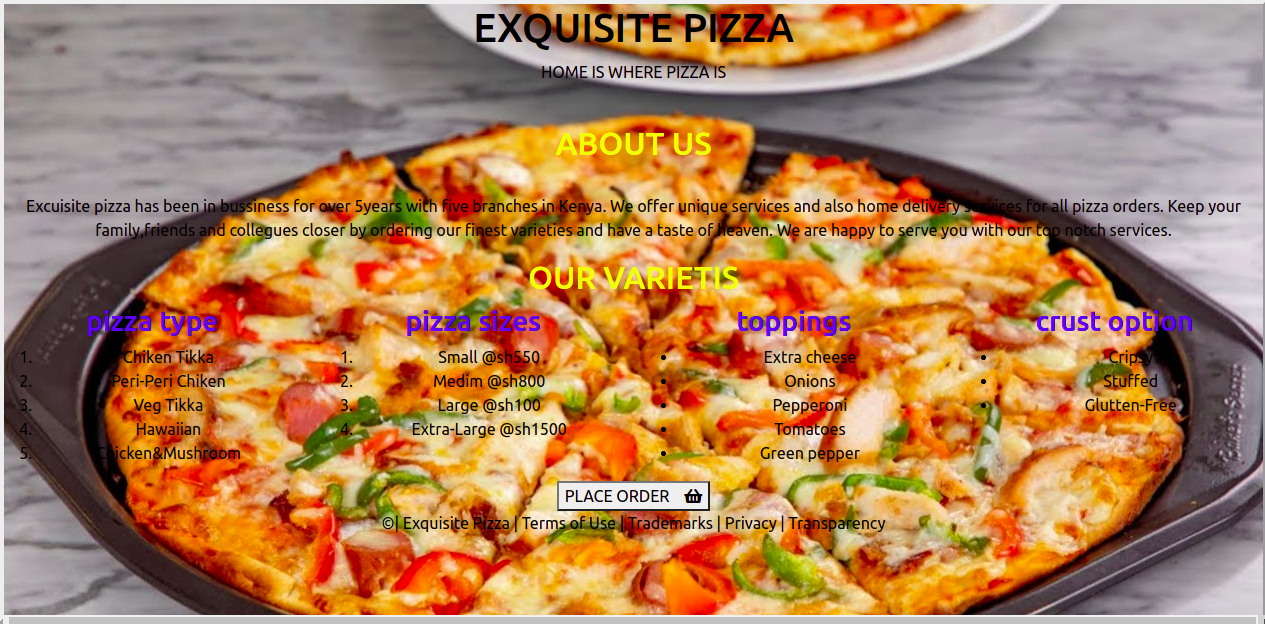 EXQUISITE PIZZA
HOME IS WHERE PIZZA IS
ABOUT US
Excuisite pizza has been in bussiness for over 5years with five branches in Kenya. We offer unique services and also home delivery services for all pizza orders. Keep your
family,friends and collegues closer by ordering our finest varieties and have a taste of heaven. We are happy to serve you with our top notch services.
OUR VARIETIS
pizza type
1. Chiken Tikka
2. Peri-Peri Chiken
3. Veg Tikka
4. Hawaiian
5. Chicken&Mushroom
pizza sizes
1. Small @sh550
2. Medim @sh800
3. Large @sh100
4. Extra-Large @sh1500
toppings
• Extra cheese
• Onions
• Pepperoni
• Tomatoes
• Green pepper
crust option
• Cripsy
• Stuffed
• Glutten-Free
PLACE ORDER
©| Exquisite Pizza | Terms of Use | Trademarks | Privacy | Transparency